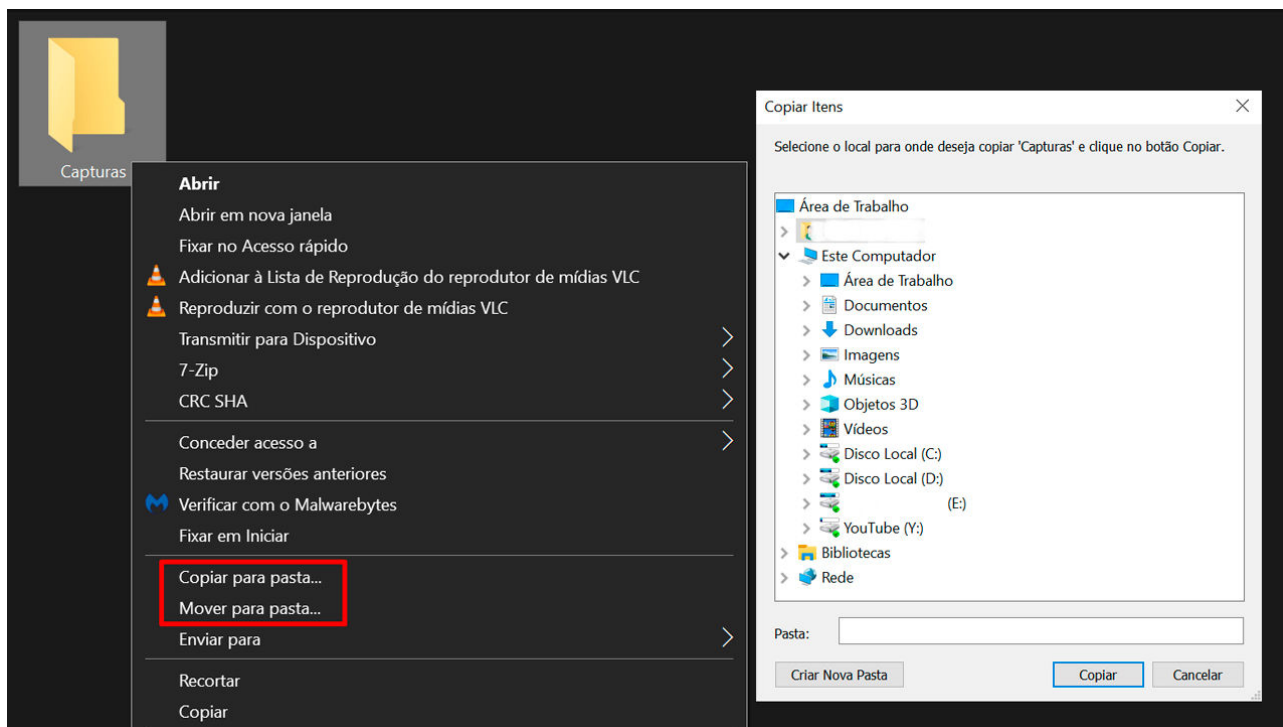 Capturas
Abrir
Abrir em nova janela
Fixar no Acesso rápido
Adicionar à Lista de Reprodução do reprodutor de mídias VLC
Reproduzir com o reprodutor de mídias VLC
Transmitir para Dispositivo
7-Zip
CRC SHA
Conceder acesso a
Restaurar versões anteriores
Verificar com o Malwarebytes
Fixar em Iniciar
Copiar para pasta...
Mover para pasta...
Enviar para
Recortar
Copiar
Copiar Itens
Selecione o local para onde deseja copiar 'Capturas' e clique no botão Copiar.
Área de Trabalho
Este Computador
Área de Trabalho
Documentos
Downloads
Imagens
Músicas
Objetos 3D
Vídeos
Disco Local (C:)
Disco Local (D:)
(E:)
YouTube (Y:)
Bibliotecas
Rede
Pasta:
Criar Nova Pasta
Copiar
Cancelar